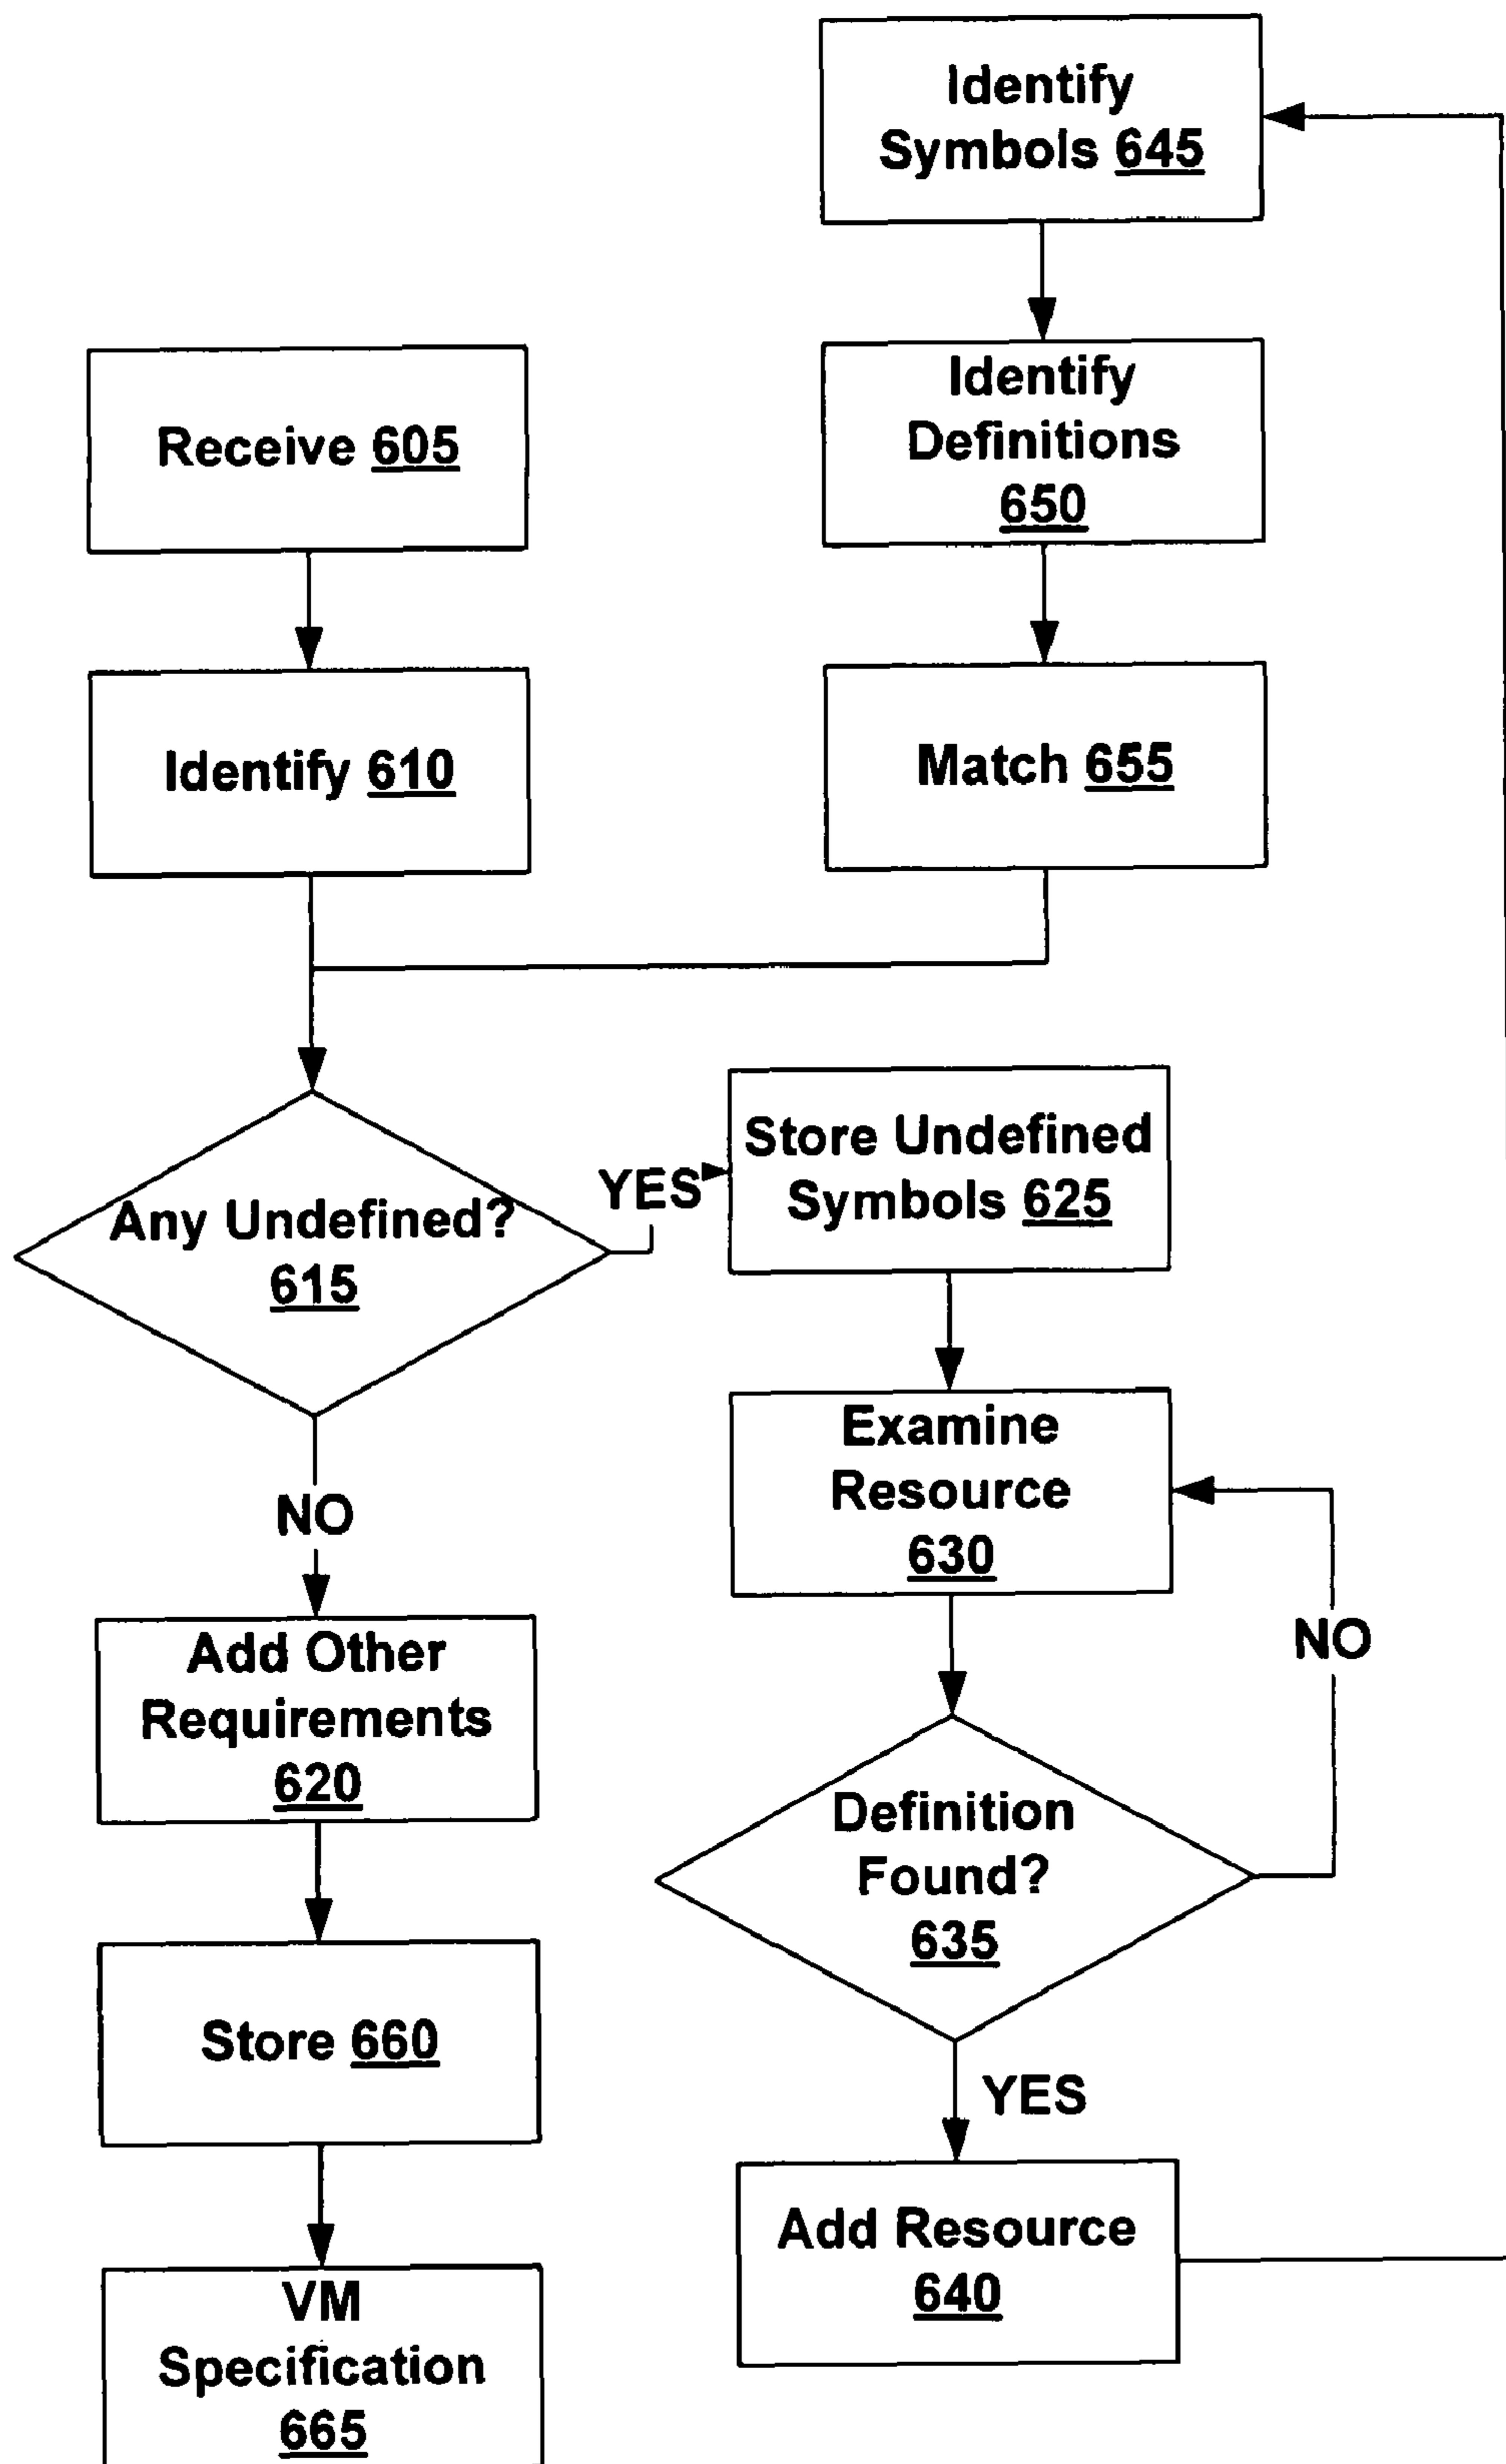 Identify
Symbols 645
Identify
Definitions
650
Receive 605
Identify 610
Match 655
Any Undefined?
615
YES
Store Undefined
Symbols 625
Examine
Resource
630
NO
NO
Add Other
Requirements
620
Definition
Found?
635
Store 660
YES
Add Resource
640
VM
Specification
665